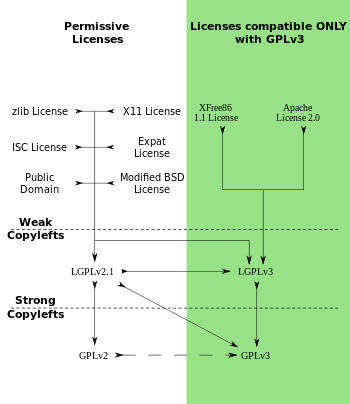 Permissive
Licenses
Licenses compatible ONLY
with GPLv3
zlib License
X11 License
XFree86
1.1 License
Apache
License 2.0
ISC License
Expat
License
Public
Domain
Modified BSD
License
Weak
Copylefts
LGPLv2.1
LGPLv3
Strong
Copylefts
GPLv2
GPLv3